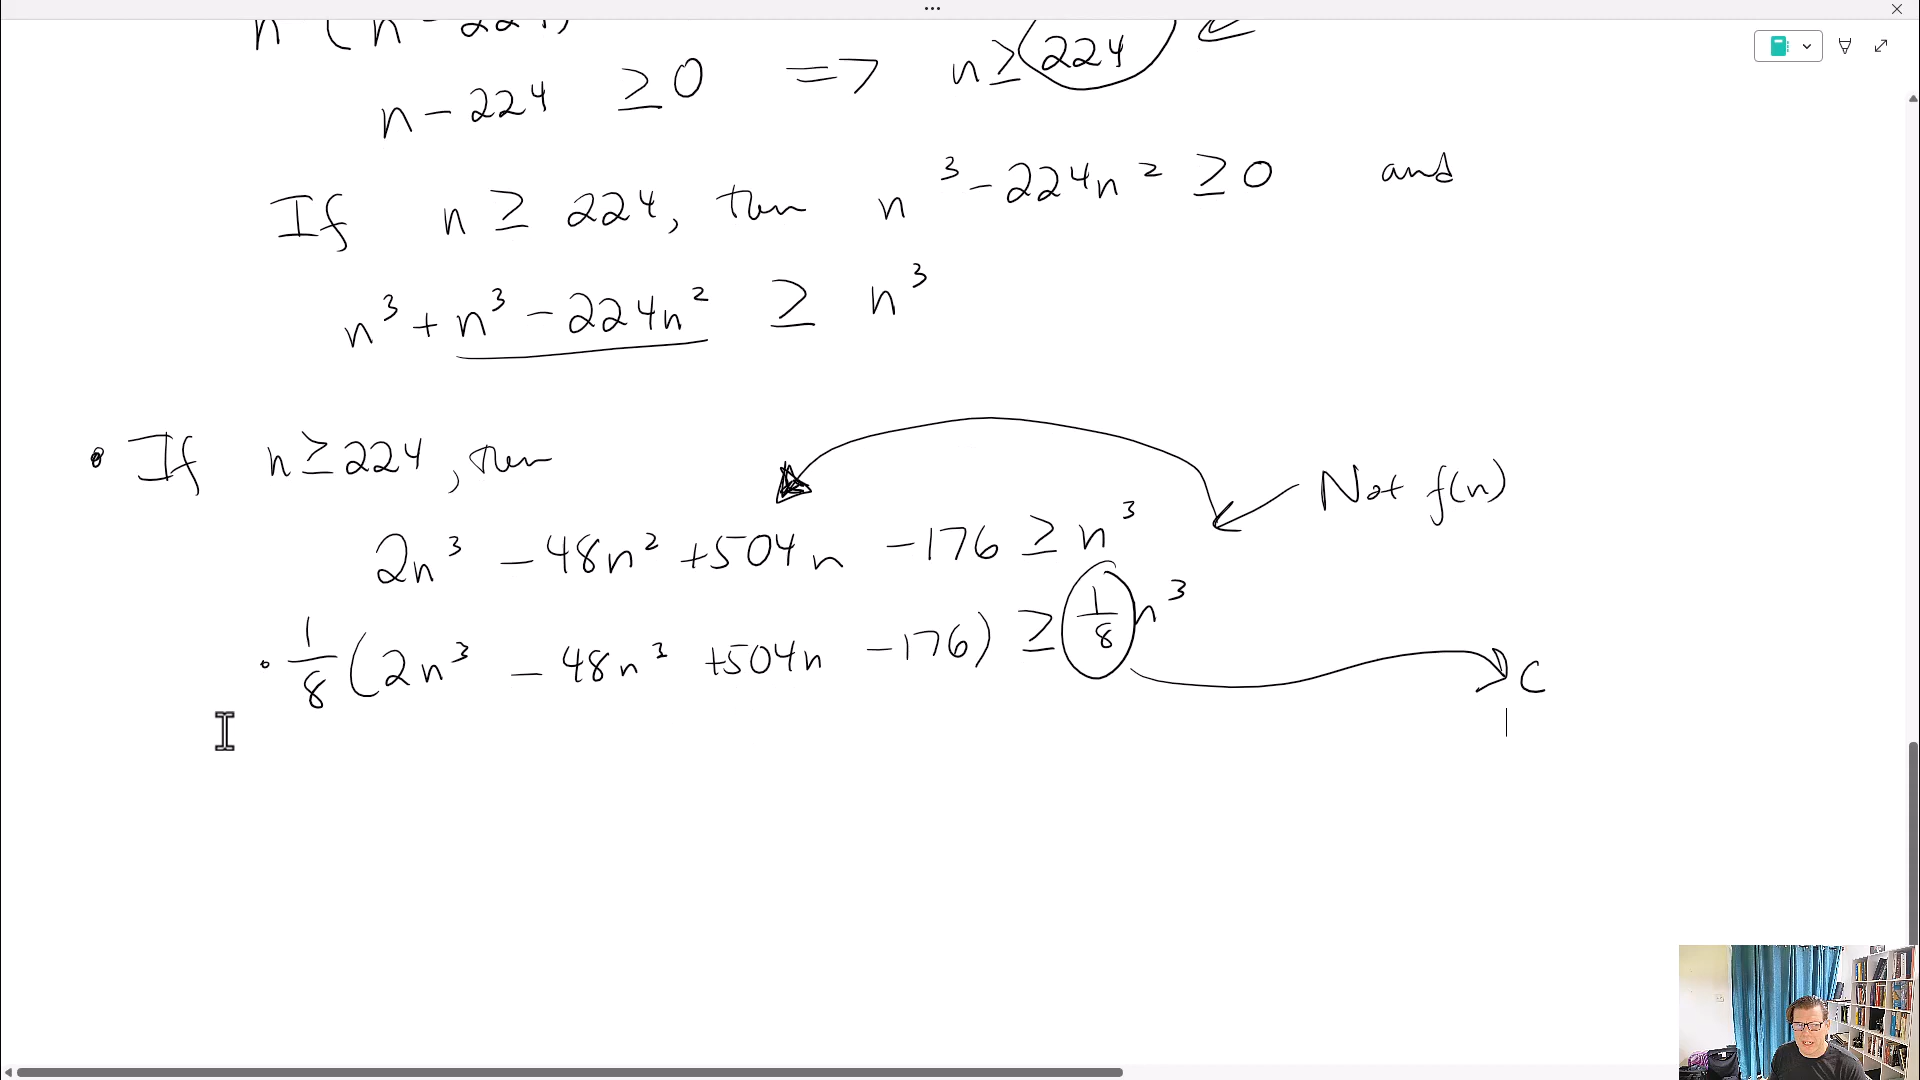 n - 224 ≥ 0 => n ≥ 224
If n ≥ 224, then n³ - 224n² ≥ 0 and
n³ + n³ - 224n² ≥ n³
• If n ≥ 224, then
Not f(n)
2n³ - 48n² + 504n - 176 ≥ n³
• 1/8 (2n³ - 48n³ + 504n - 176) ≥ 1/8 n³
C